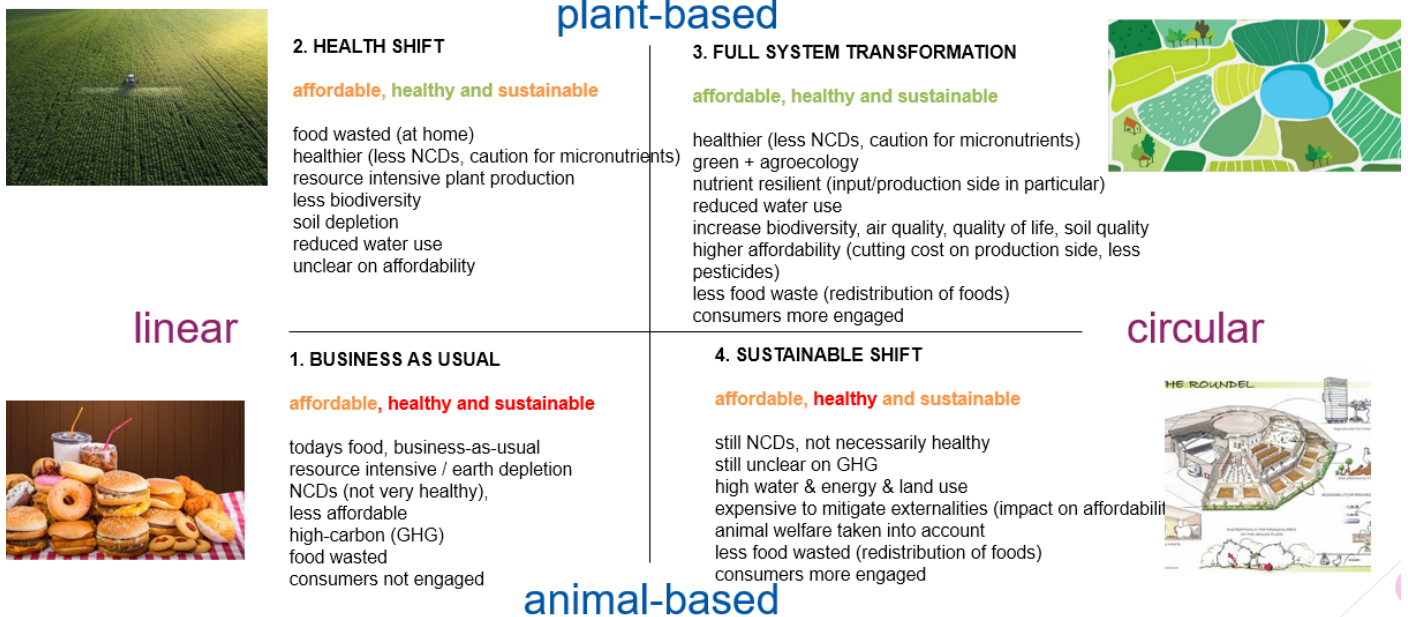 plant-based
2. HEALTH SHIFT
affordable, healthy and sustainable
food wasted (at home)
healthier (less NCDs, caution for micronutrients)
resource intensive plant production
less biodiversity
soil depletion
reduced water use
unclear on affordability
3. FULL SYSTEM TRANSFORMATION
affordable, healthy and sustainable
healthier (less NCDs, caution for micronutrients)
green + agroecology
nutrient resilient (input/production side in particular)
reduced water use
increase biodiversity, air quality, quality of life, soil quality
higher affordability (cutting cost on production side, less
pesticides)
less food waste (redistribution of foods)
consumers more engaged
linear
circular
1. BUSINESS AS USUAL
affordable, healthy and sustainable
todays food, business-as-usual
resource intensive / earth depletion
NCDs (not very healthy),
less affordable
high-carbon (GHG)
food wasted
consumers not engaged
4. SUSTAINABLE SHIFT
affordable, healthy and sustainable
still NCDs, not necessarily healthy
still unclear on GHG
high water & energy & land use
expensive to mitigate externalities (impact on affordabilit
animal welfare taken into account
less food wasted (redistribution of foods)
consumers more engaged
HE ROUNDEL
animal-based